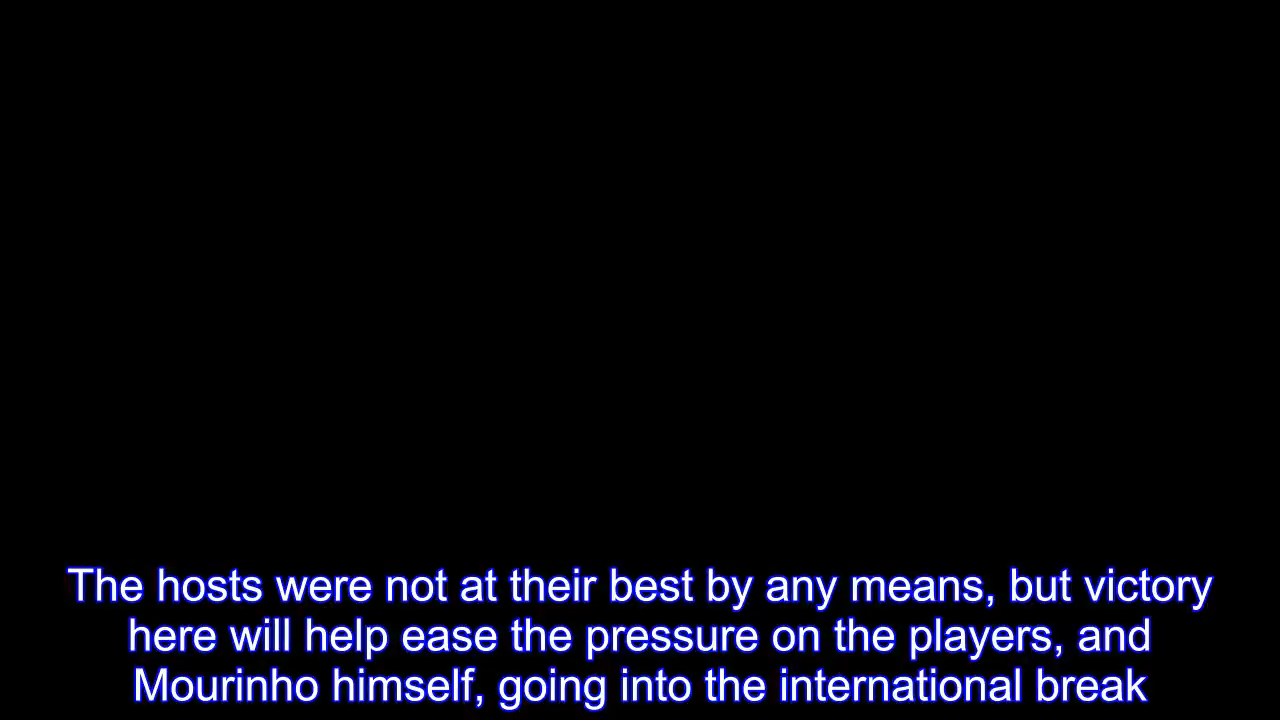 The hosts were not at their best by any means, but victory
here will help ease the pressure on the players, and
Mourinho himself, going into the international break